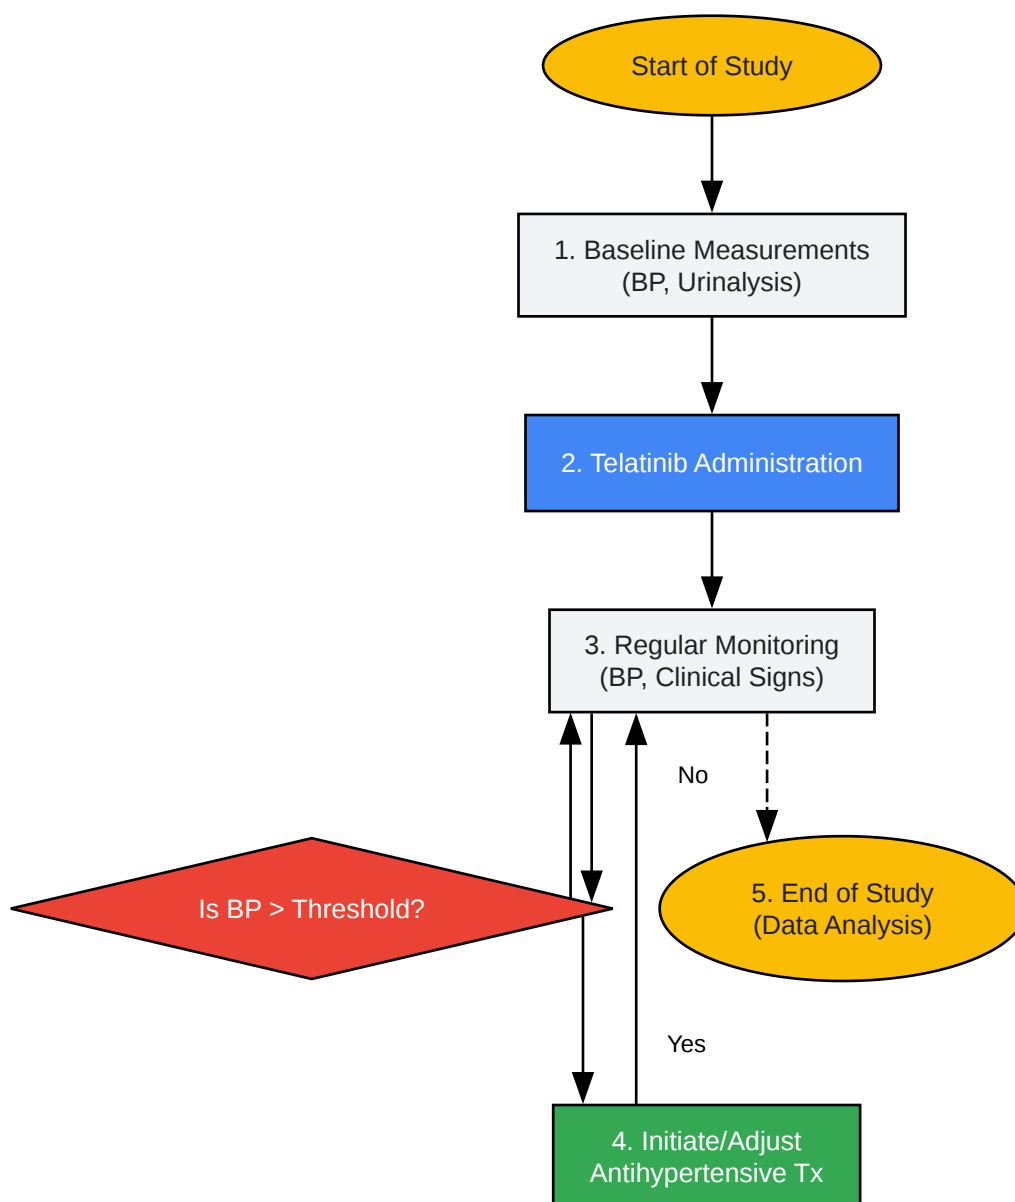 Start of Study
1. Baseline Measurements
(BP, Urinalysis)
2. Telatinib Administration
3. Regular Monitoring
(BP, Clinical Signs)
No
Is BP > Threshold?
5. End of Study
(Data Analysis)
Yes
4. Initiate/Adjust
Antihypertensive Tx